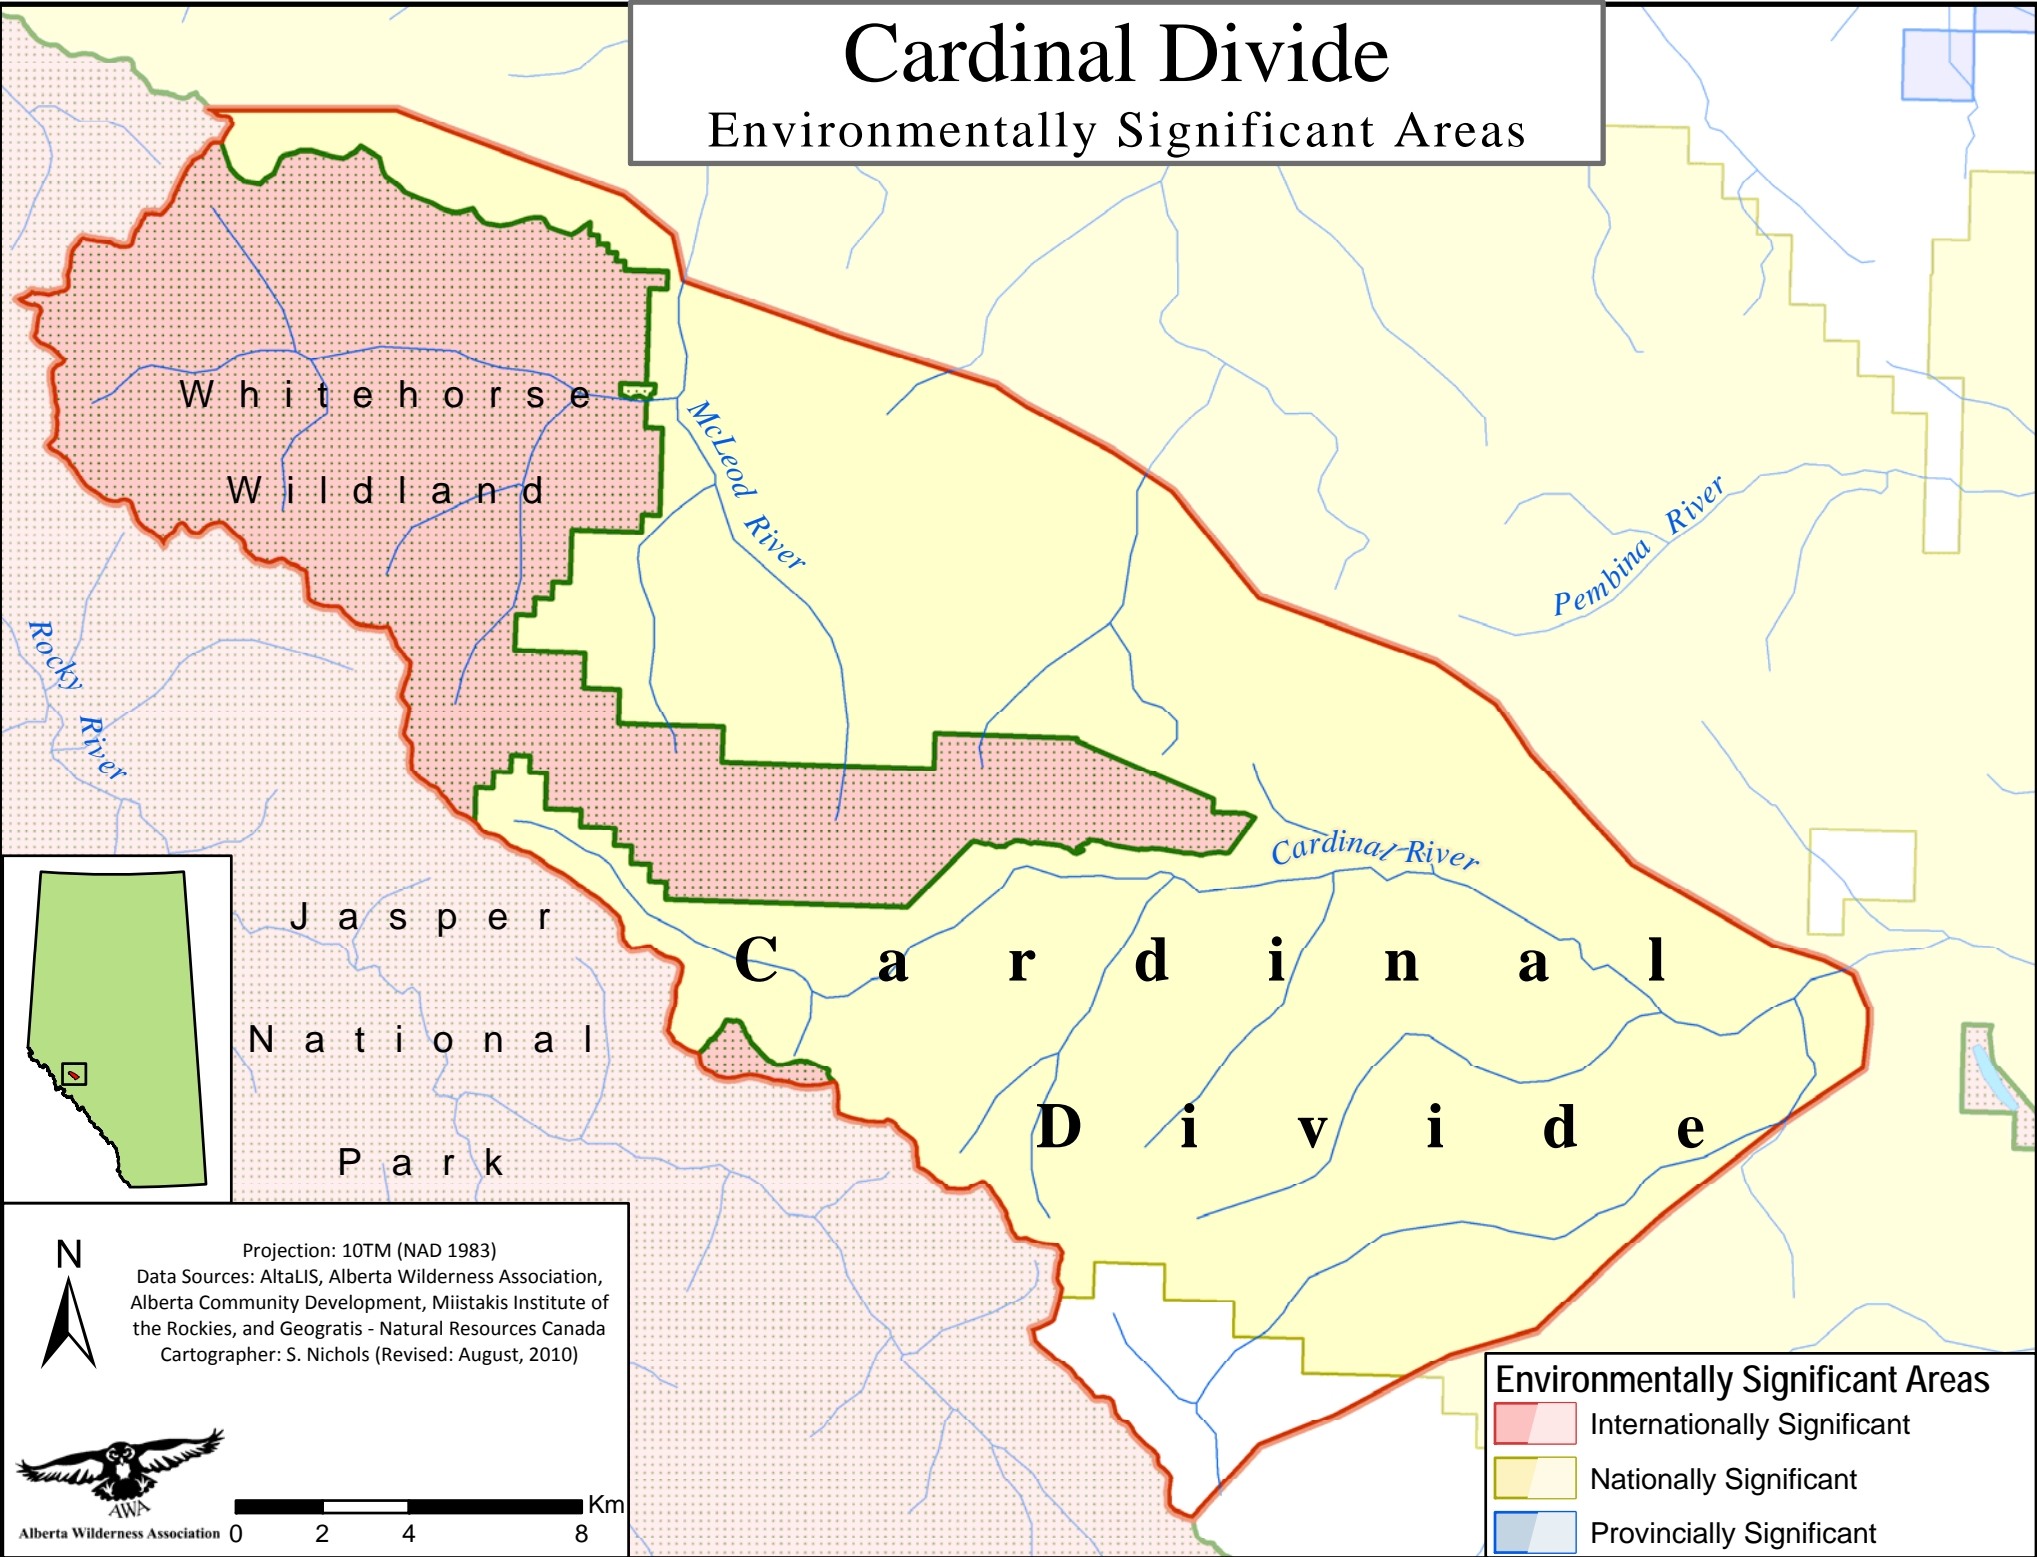 Cardinal Divide
Environmentally Significant Areas
Whitehorse
Wildland
McLeod River
Pembina River
Rocky River
Cardinal River
Jasper
National
Park
Cardinal
Divide
N
Projection: 10TM (NAD 1983)
Data Sources: AltaLIS, Alberta Wilderness Association,
Alberta Community Development, Miistakis Institute of
the Rockies, and Geogratis - Natural Resources Canada
Cartographer: S. Nichols (Revised: August, 2010)
AWA
Alberta Wilderness Association
Km
0 2 4 8
Environmentally Significant Areas
Internationally Significant
Nationally Significant
Provincially Significant